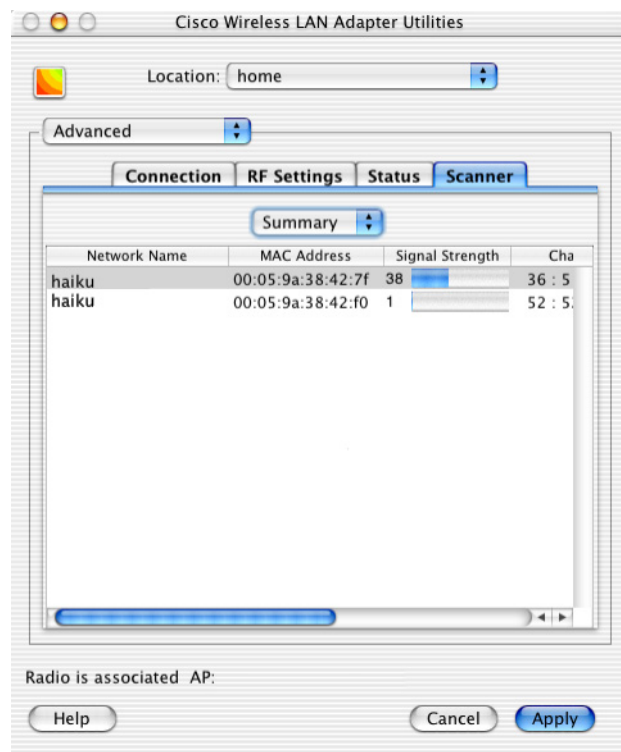 Cisco Wireless LAN Adapter Utilities
Location: home
Advanced
Connection RF Settings Status Scanner
Summary
Network Name MAC Address Signal Strength Cha
haiku 00:05:9a:38:42:7f 38 36 : 5
haiku 00:05:9a:38:42:f0 1 52 : 5
Radio is associated AP:
Help Cancel Apply